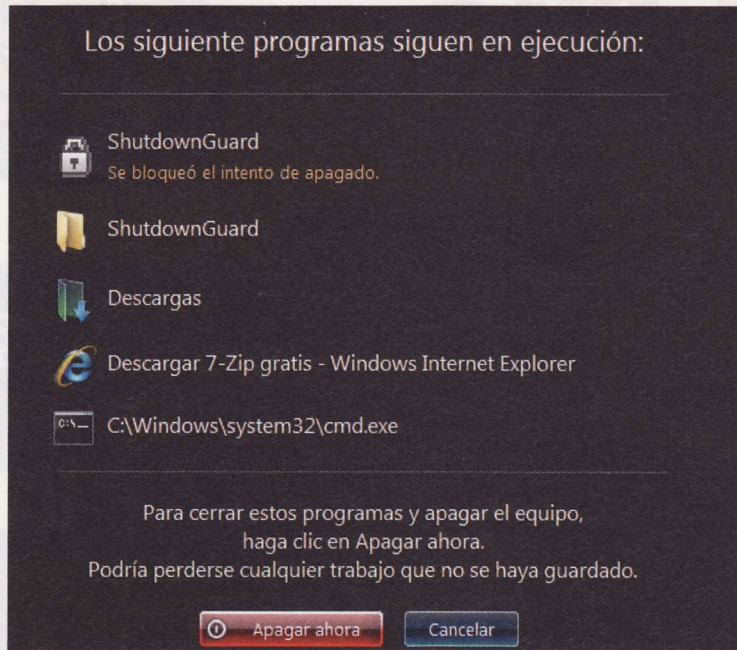 Los siguiente programas siguen en ejecución:
ShutdownGuard
Se bloqueó el intento de apagado.
ShutdownGuard
Descargas
Descargar 7-Zip gratis - Windows Internet Explorer
C:\_
C:\Windows\system32\cmd.exe
Para cerrar estos programas y apagar el equipo,
haga clic en Apagar ahora.
Podría perderse cualquier trabajo que no se haya guardado.
Apagar ahora
Cancelar